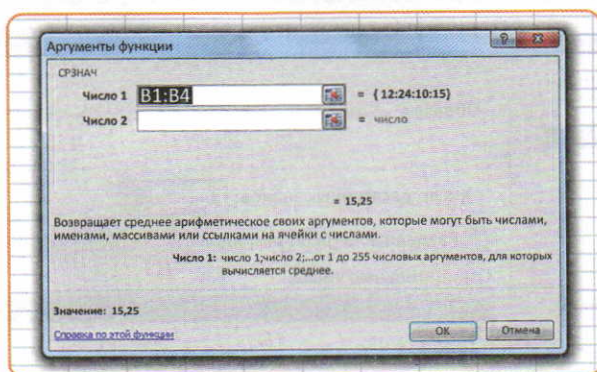 Аргументы функции
СРЗНАЧ
Число 1 B1:B4 = {12:24:10:15}
Число 2 = число
= 15,25
Возвращает среднее арифметическое своих аргументов, которые могут быть числами,
именами, массивами или ссылками на ячейки с числами.
Число 1: число 1;число 2;...от 1 до 255 числовых аргументов, для которых
вычисляется среднее.
Значение: 15,25
Справка по этой функции
ОК Отмена